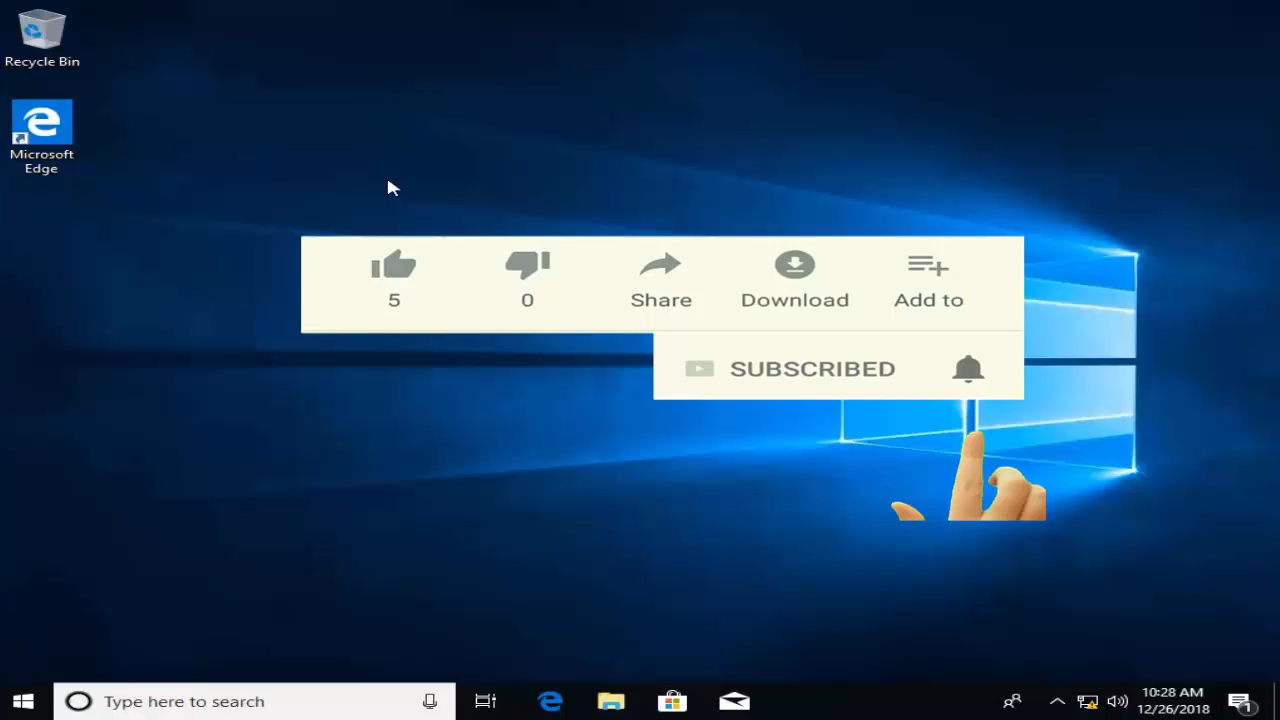 Recycle Bin
Microsoft
Edge
5
0
Share
Download
Add to
SUBSCRIBED
Type here to search
10:28 AM
12/26/2018
1